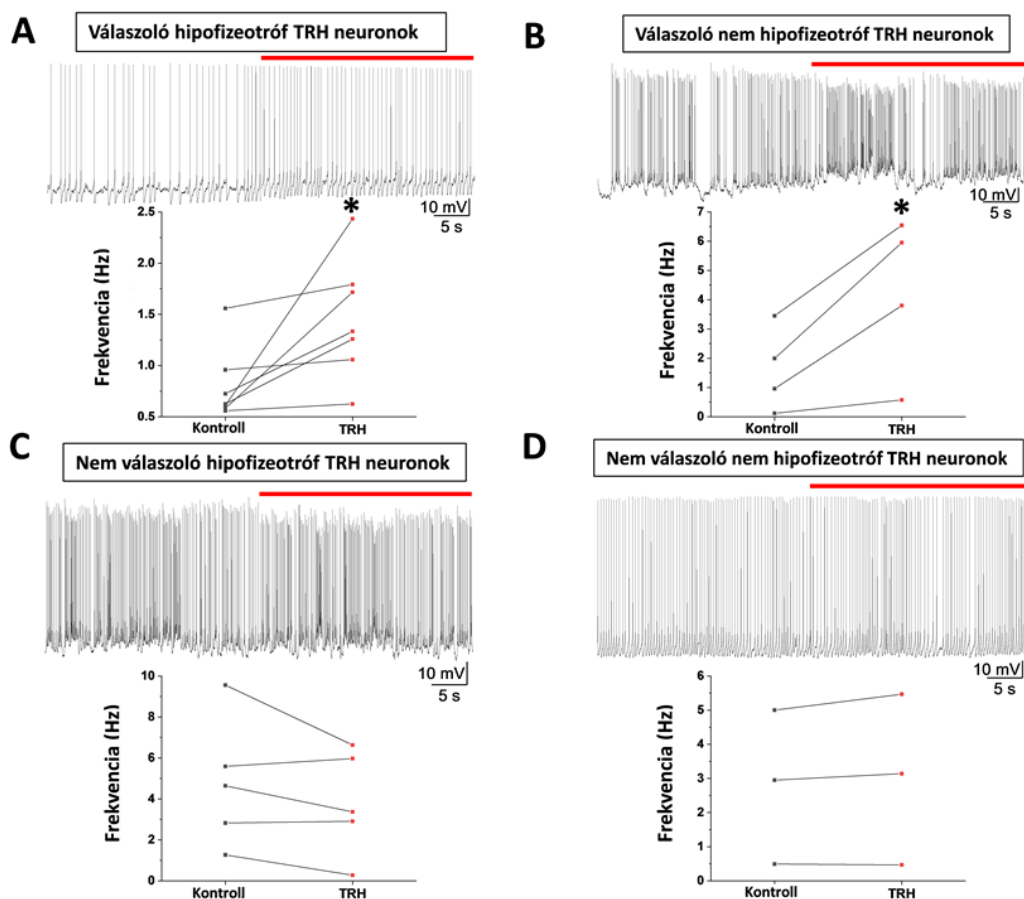 A
Válaszoló hipofizeotróf TRH neuronok
10 mV
5 s
*
Frekvencia (Hz)
2.5
2.0
1.5
1.0
0.5
Kontroll TRH
B
Válaszoló nem hipofizeotróf TRH neuronok
10 mV
5 s
*
Frekvencia (Hz)
7
6
5
4
3
2
1
0
Kontroll TRH
C
Nem válaszoló hipofizeotróf TRH neuronok
10 mV
5 s
Frekvencia (Hz)
10
8
6
4
2
0
Kontroll TRH
D
Nem válaszoló nem hipofizeotróf TRH neuronok
10 mV
5 s
Frekvencia (Hz)
6
5
4
3
2
1
0
Kontroll TRH